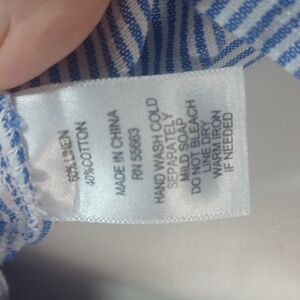 60% LINEN
40% COTTON
MADE IN CHINA
RN 55663
HAND WASH COLD
SEPARATELY
MILD SOAP
DO NOT BLEACH
LINE DRY
WARM IRON
IF NEEDED